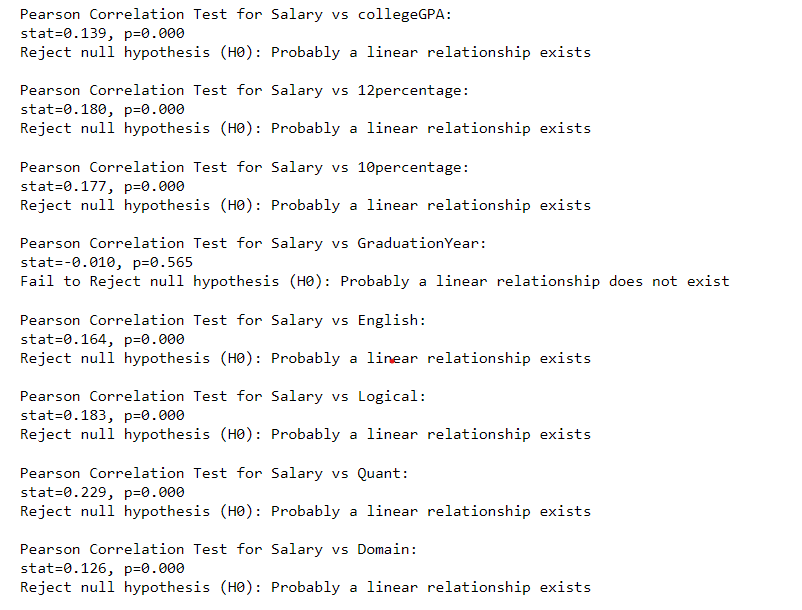 Pearson Correlation Test for Salary vs collegeGPA:
stat=0.139, p=0.000
Reject null hypothesis (H0): Probably a linear relationship exists
Pearson Correlation Test for Salary vs 12percentage:
stat=0.180, p=0.000
Reject null hypothesis (H0): Probably a linear relationship exists
Pearson Correlation Test for Salary vs 10percentage:
stat=0.177, p=0.000
Reject null hypothesis (H0): Probably a linear relationship exists
Pearson Correlation Test for Salary vs GraduationYear:
stat=-0.010, p=0.565
Fail to Reject null hypothesis (H0): Probably a linear relationship does not exist
Pearson Correlation Test for Salary vs English:
stat=0.164, p=0.000
Reject null hypothesis (H0): Probably a linear relationship exists
Pearson Correlation Test for Salary vs Logical:
stat=0.183, p=0.000
Reject null hypothesis (H0): Probably a linear relationship exists
Pearson Correlation Test for Salary vs Quant:
stat=0.229, p=0.000
Reject null hypothesis (H0): Probably a linear relationship exists
Pearson Correlation Test for Salary vs Domain:
stat=0.126, p=0.000
Reject null hypothesis (H0): Probably a linear relationship exists